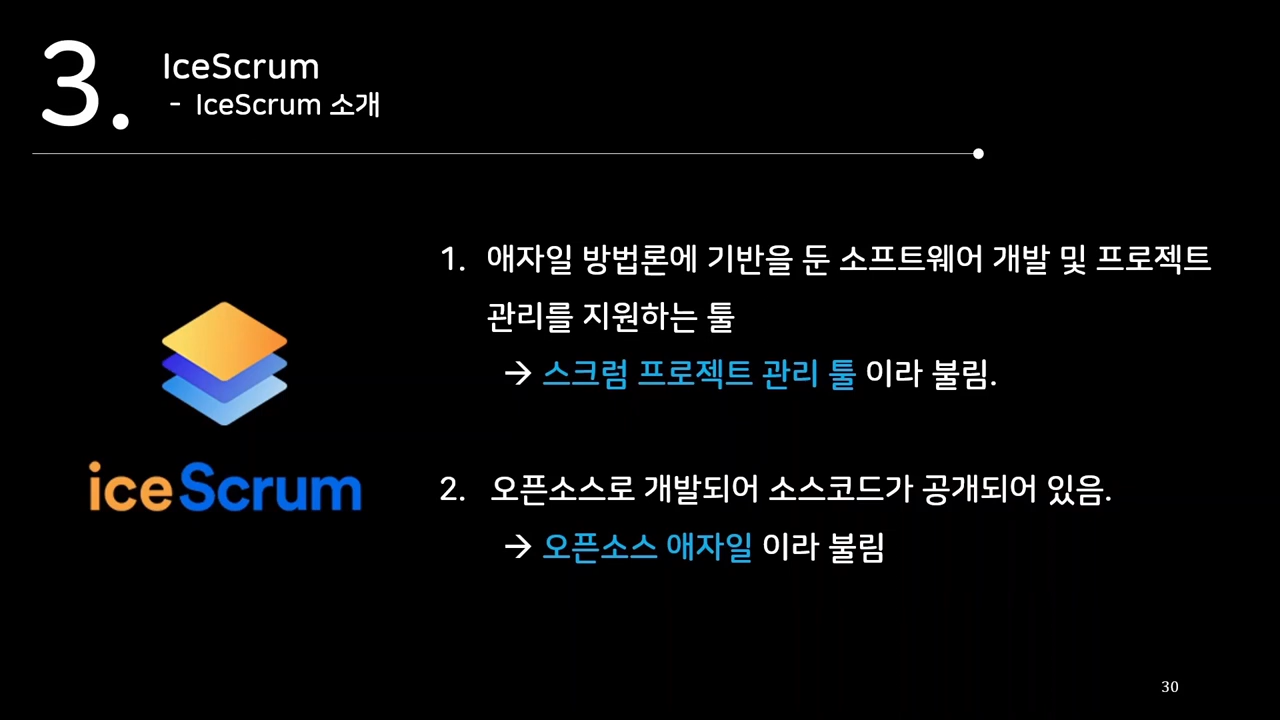 3.
IceScrum
- IceScrum 소개
1. 애자일 방법론에 기반을 둔 소프트웨어 개발 및 프로젝트
관리를 지원하는 툴
→ 스크럼 프로젝트 관리 툴 이라 불림.
iceScrum
2. 오픈소스로 개발되어 소스코드가 공개되어 있음.
→ 오픈소스 애자일 이라 불림
30